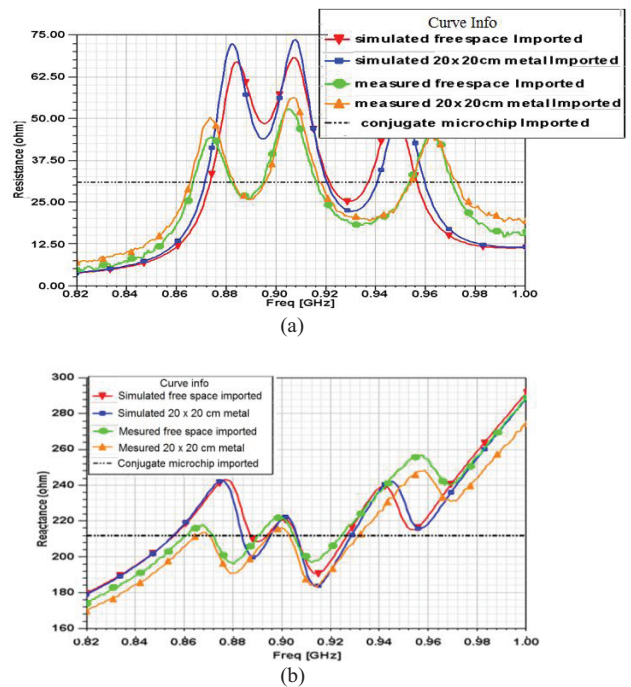 Curve Info
simulated freespace Imported
simulated 20x20cm metal Imported
measured freespace Imported
measured 20x20cm metal Imported
conjugate microchip Imported
Resistance (ohm)
75.00
62.50
50.00
37.50
25.00
12.50
0.00
0.82 0.84 0.86 0.88 0.90 0.92 0.94 0.96 1.00
Freq [GHz]
(a)
Curve info
Simulated free space imported
Simulated 20 x 20 cm metal
Mesured free space imported
Mesured 20 x 20 cm metal
Conjugate microchip imported
Reactance (ohm)
300
280
260
240
220
200
180
160
0.82 0.84 0.86 0.88 0.90 0.92 0.94 0.96 1.00
Freq [GHz]
(b)